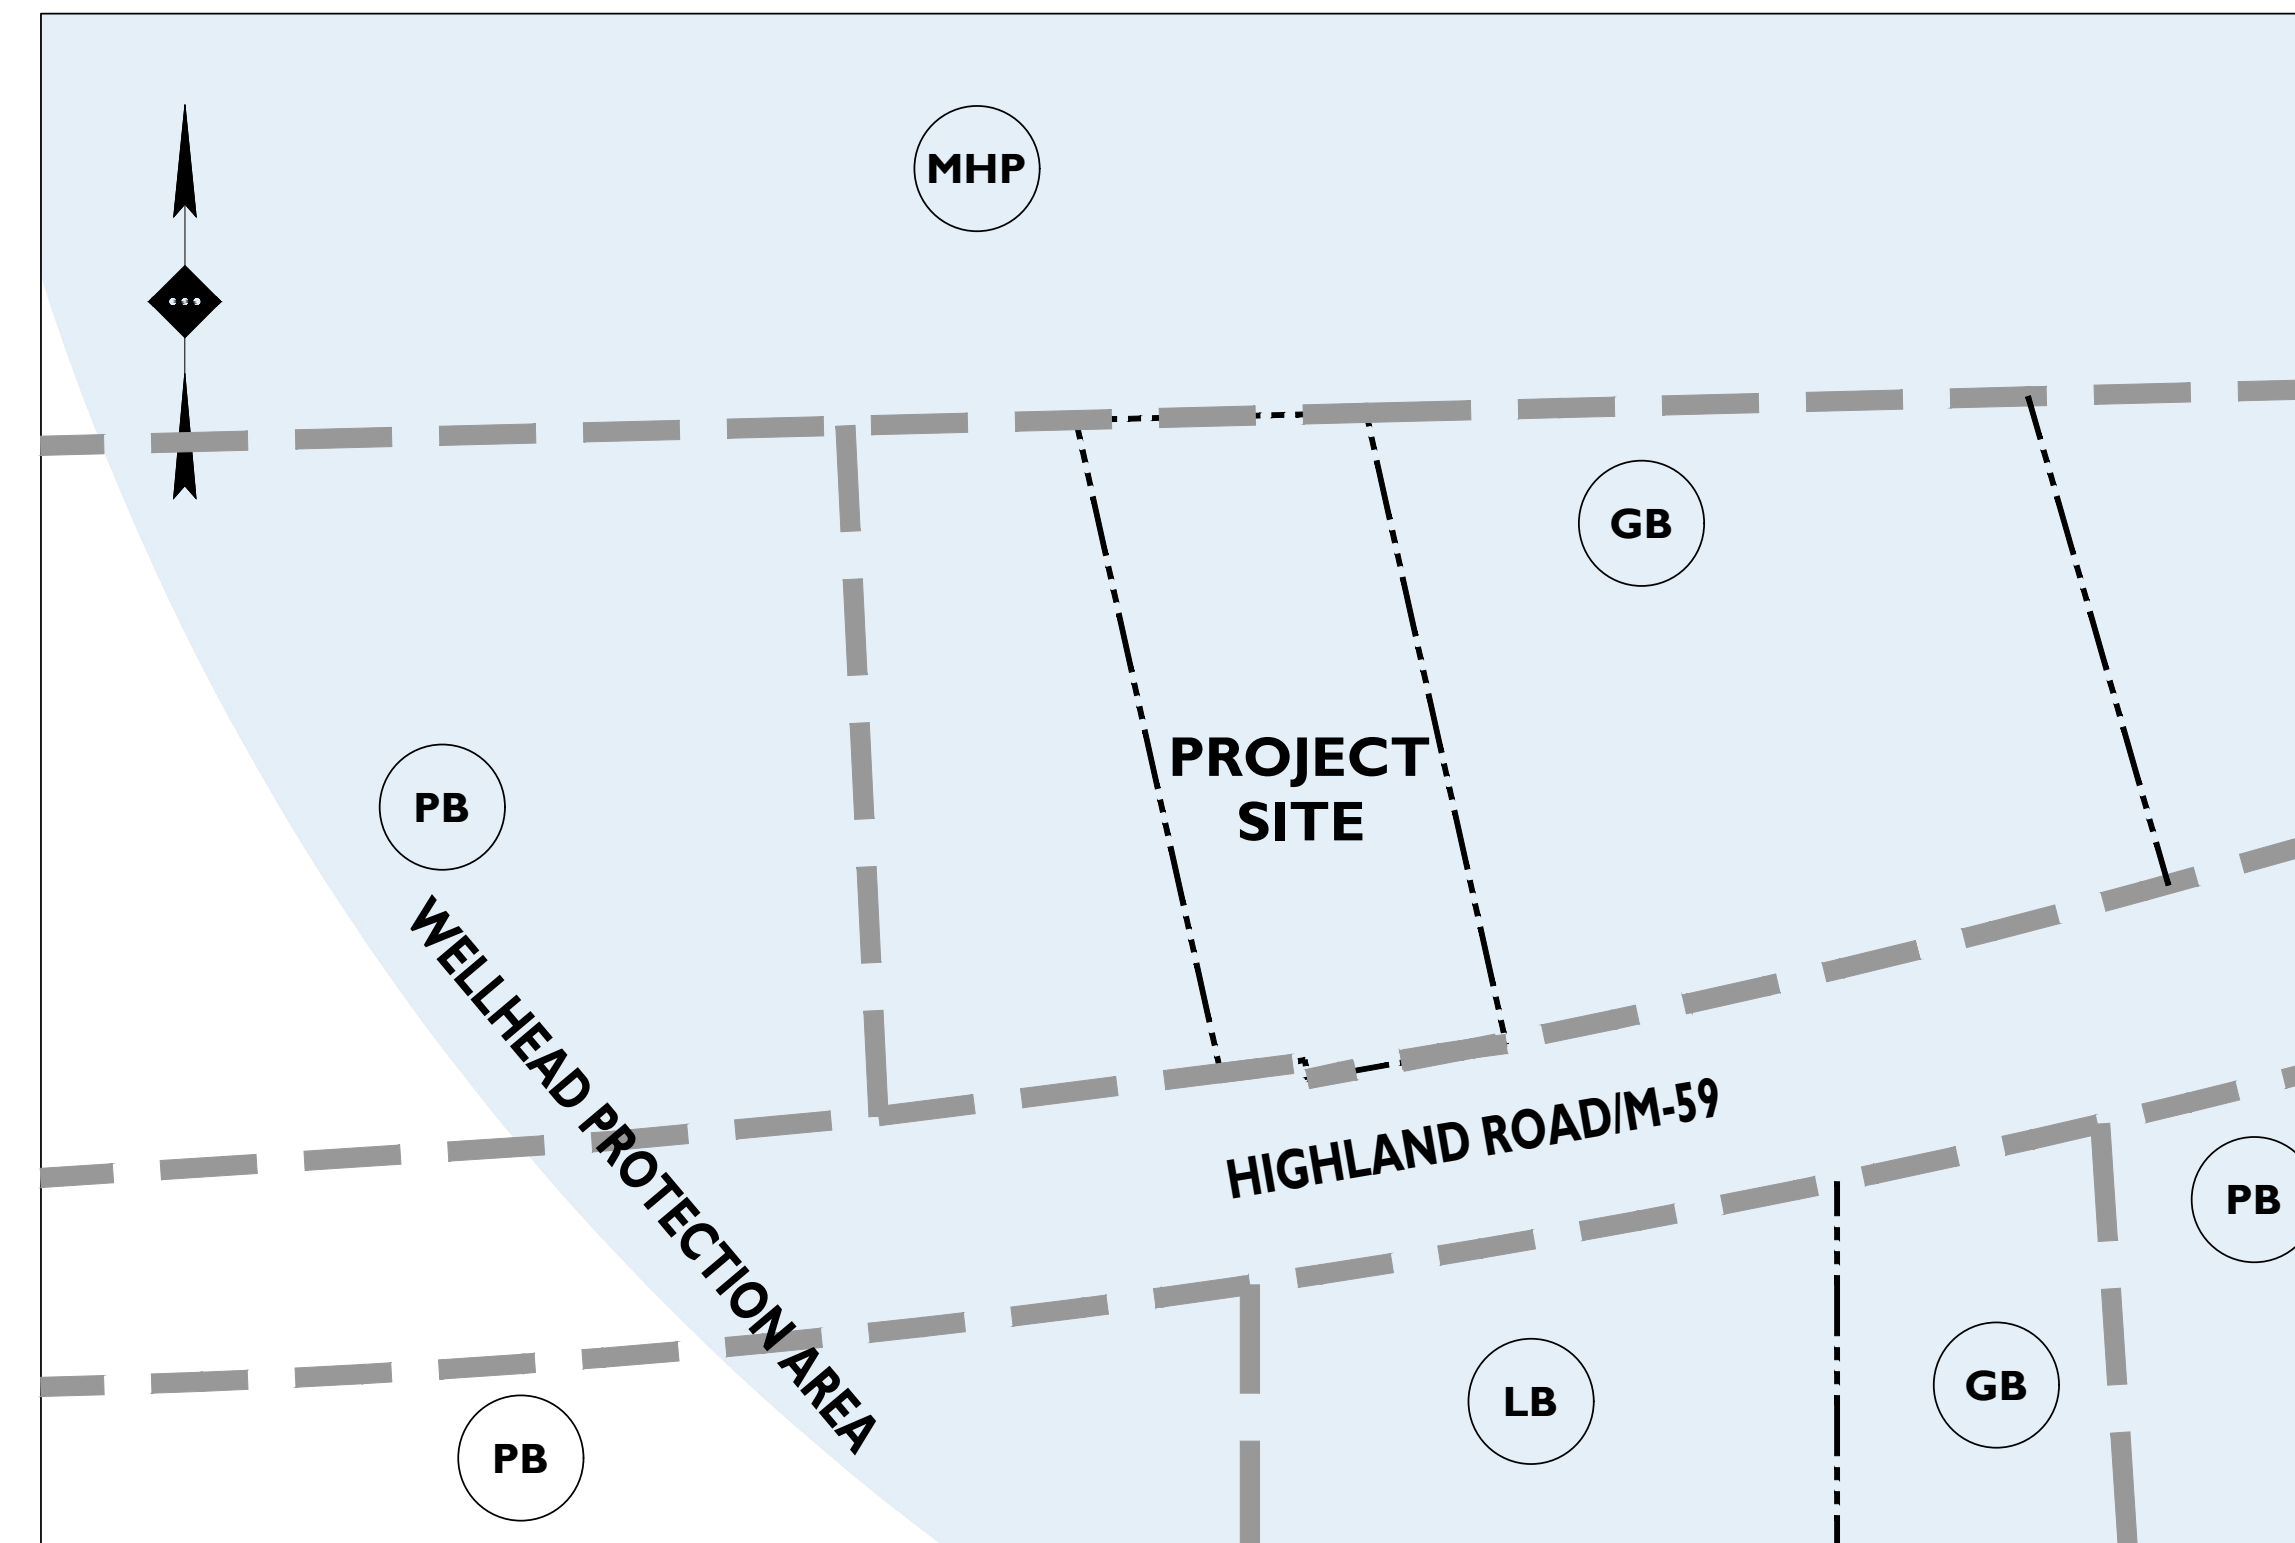 MHP
GB
PROJECT
SITE
PB
WELLHEAD PROTECTION AREA
HIGHLAND ROAD/M-59
PB
GB
LB
PB